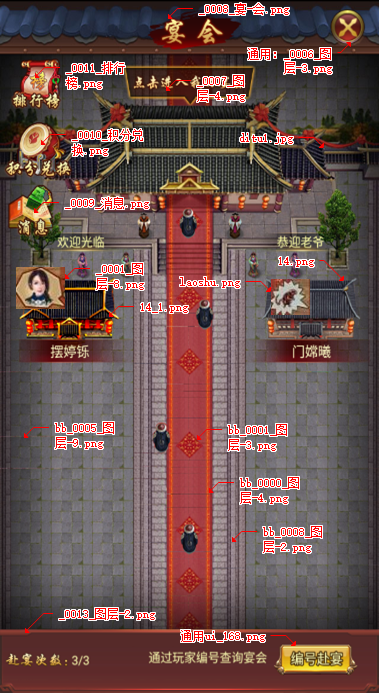 _0008_宴-会.png
宴会
通用: _0006_图
层-3.png
_0011_排行
榜.png
排行榜
_0007_图
层-4.png
点击进入我
_0010_积分兑
换.png
积分兑换
ditui.jpg
_0009_消息.png
消息
欢迎光临
恭迎老爷
14.png
_0001_图
层-8.png
laoshu.png
14_1.png
摆婷铄
门嫦曦
bb_0005_图
层-9.png
bb_0001_图
层-3.png
bb_0000_图
层-4.png
bb_0008_图
层-2.png
_0013_图层-2.png
通用ui_168.png
赴宴次数：3/3
通过玩家编号查询宴会
编号赴宴